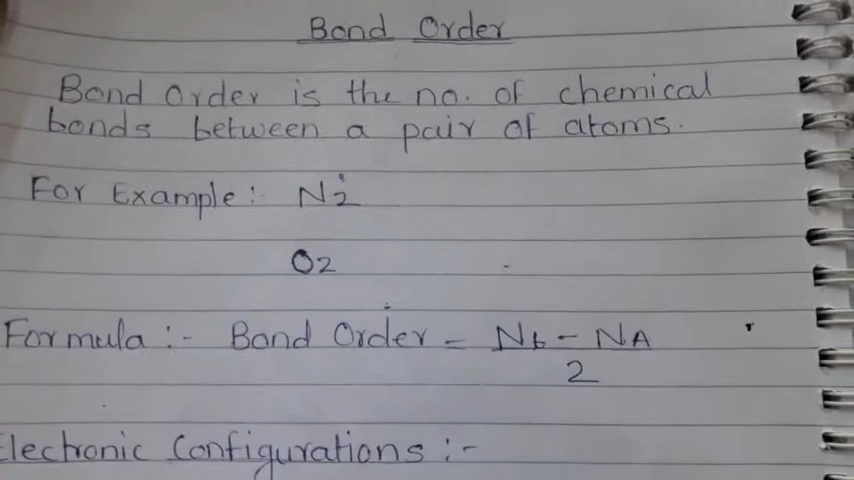 Bond Order
Bond Order is the no. of chemical
bonds between a pair of atoms.
For Example :- N2
O2
Formula :- Bond Order = Nb - NA
2
Electronic Configurations :-